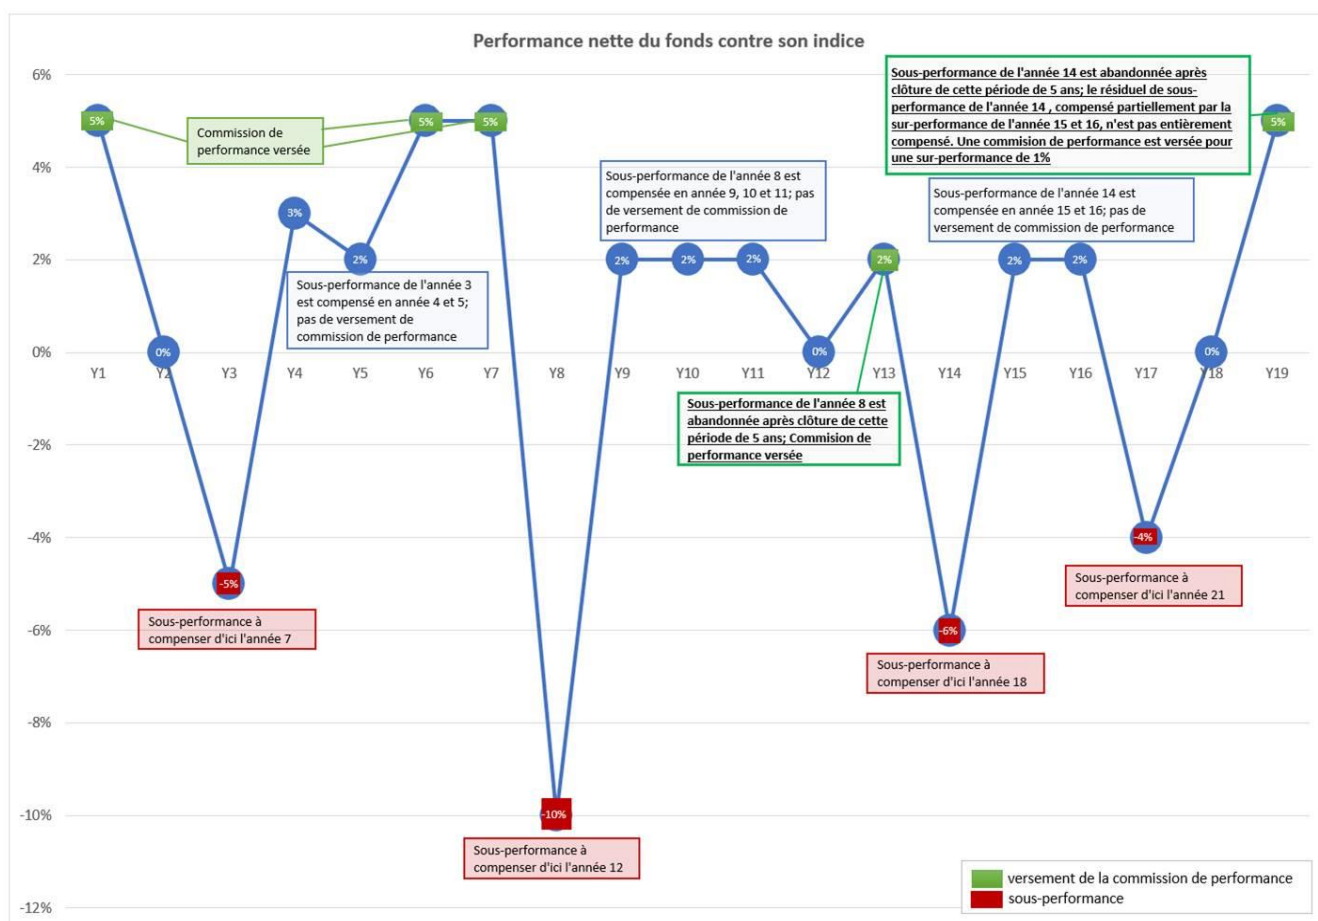 Performance nette du fonds contre son indice
6%
4%
2%
0%
-2%
-4%
-6%
-8%
-10%
-12%
Y1
Y2
Y3
Y4
Y5
Y6
Y7
Y8
Y9
Y10
Y11
Y12
Y13
Y14
Y15
Y16
Y17
Y18
Y19
5%
0%
-5%
3%
2%
5%
5%
-10%
2%
2%
2%
0%
2%
-6%
2%
2%
-4%
0%
5%
Commission de
performance versée
Sous-performance de l'année 3
est compensé en année 4 et 5;
pas de versement de
commission de performance
Sous-performance à
compenser d'ici l'année 7
Sous-performance à
compenser d'ici l'année 12
Sous-performance de l'année 8 est
compensée en année 9, 10 et 11; pas
de versement de commission de
performance
Sous-performance de l'année 8 est
abandonnée après clôture de cette
période de 5 ans; Commision de
performance versée
Sous-performance de l'année 14 est abandonnée après
clôture de cette période de 5 ans; le résiduel de sous-
performance de l'année 14 , compensé partiellement par la
sur-performance de l'année 15 et 16, n'est pas entièrement
compensé. Une commision de performance est versée pour
une sur-performance de 1%
Sous-performance de l'année 14 est
compensée en année 15 et 16; pas de
versement de commission de performance
Sous-performance à
compenser d'ici l'année 18
Sous-performance à
compenser d'ici l'année 21
versement de la commission de performance
sous-performance